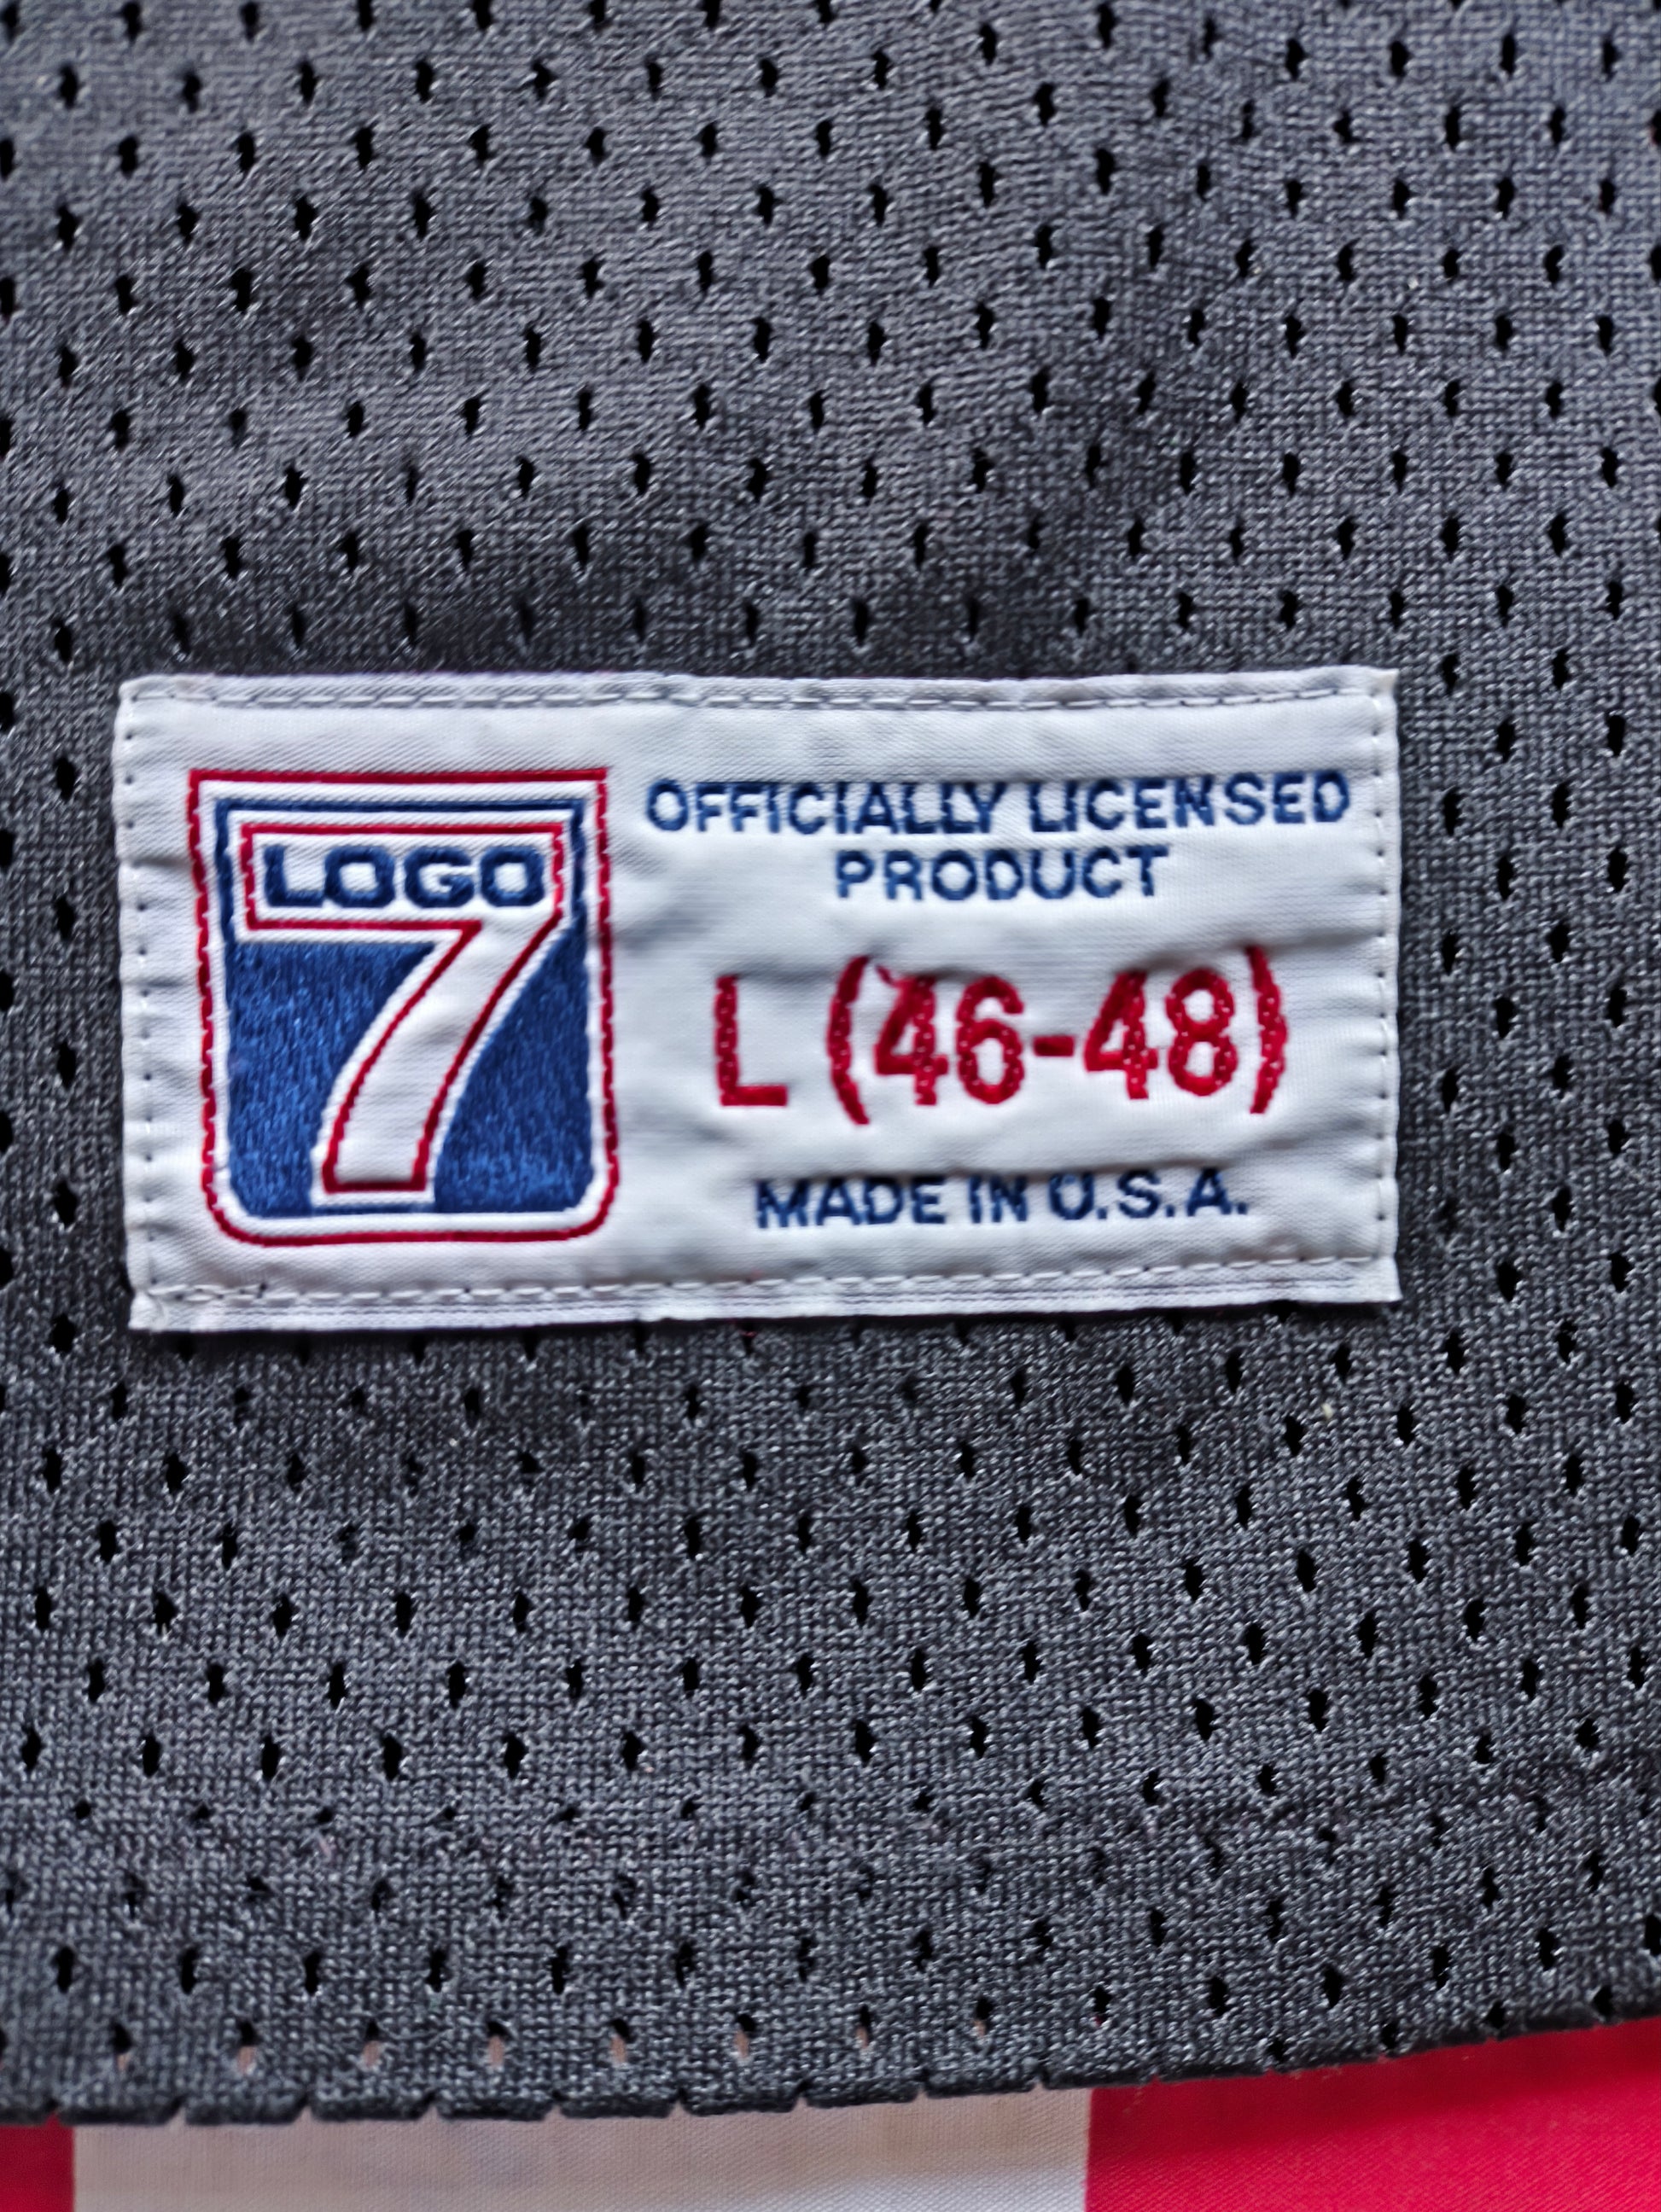 LOGO
7
OFFICIALLY LICENSED
PRODUCT
L (46-48)
MADE IN U.S.A.